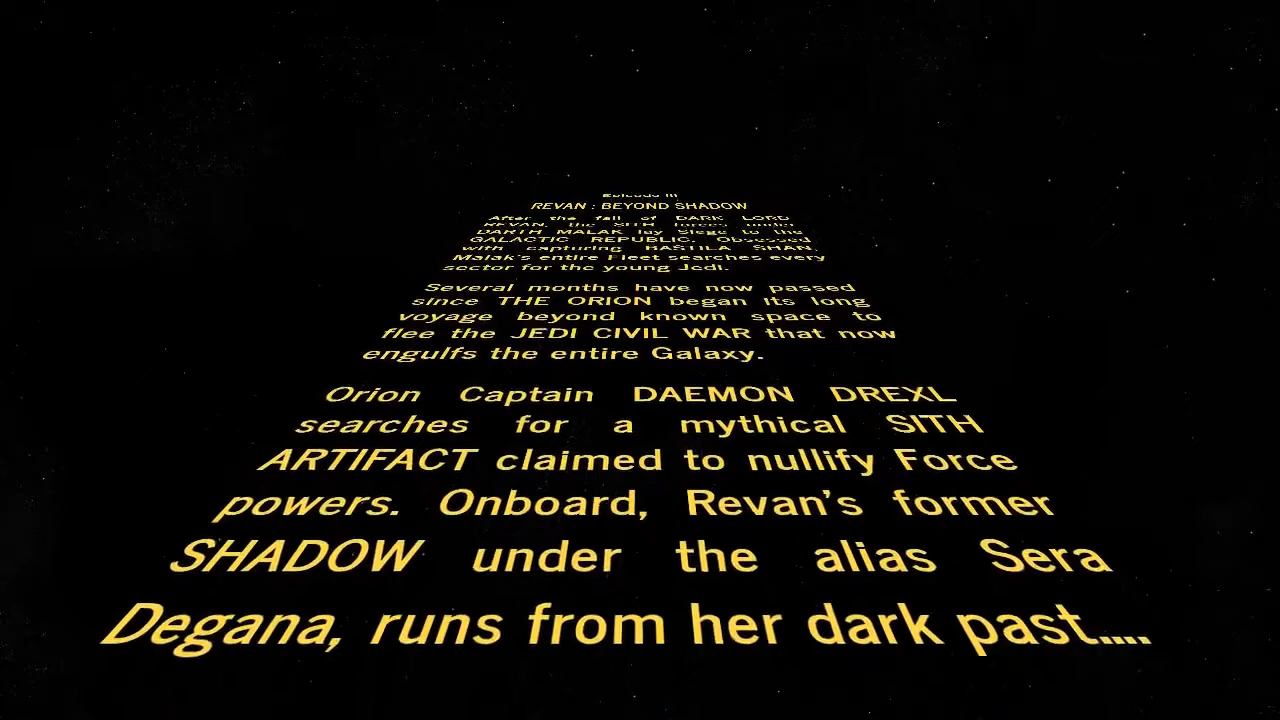 Episode III
REVAN : BEYOND SHADOW
After the fall of DARK LORD
REVAN, the SITH forces under
DARTH MALAK lay siege to the
GALACTIC REPUBLIC. Obsessed
with capturing BASTILA SHAN,
Malak's entire Fleet searches every
sector for the young Jedi.
Several months have now passed
since THE ORION began its long
voyage beyond known space to
flee the JEDI CIVIL WAR that now
engulfs the entire Galaxy.
Orion Captain DAEMON DREXL
searches for a mythical SITH
ARTIFACT claimed to nullify Force
powers. Onboard, Revan's former
SHADOW under the alias Sera
Degana, runs from her dark past....